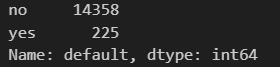 no     14358
yes      225
Name: default, dtype: int64